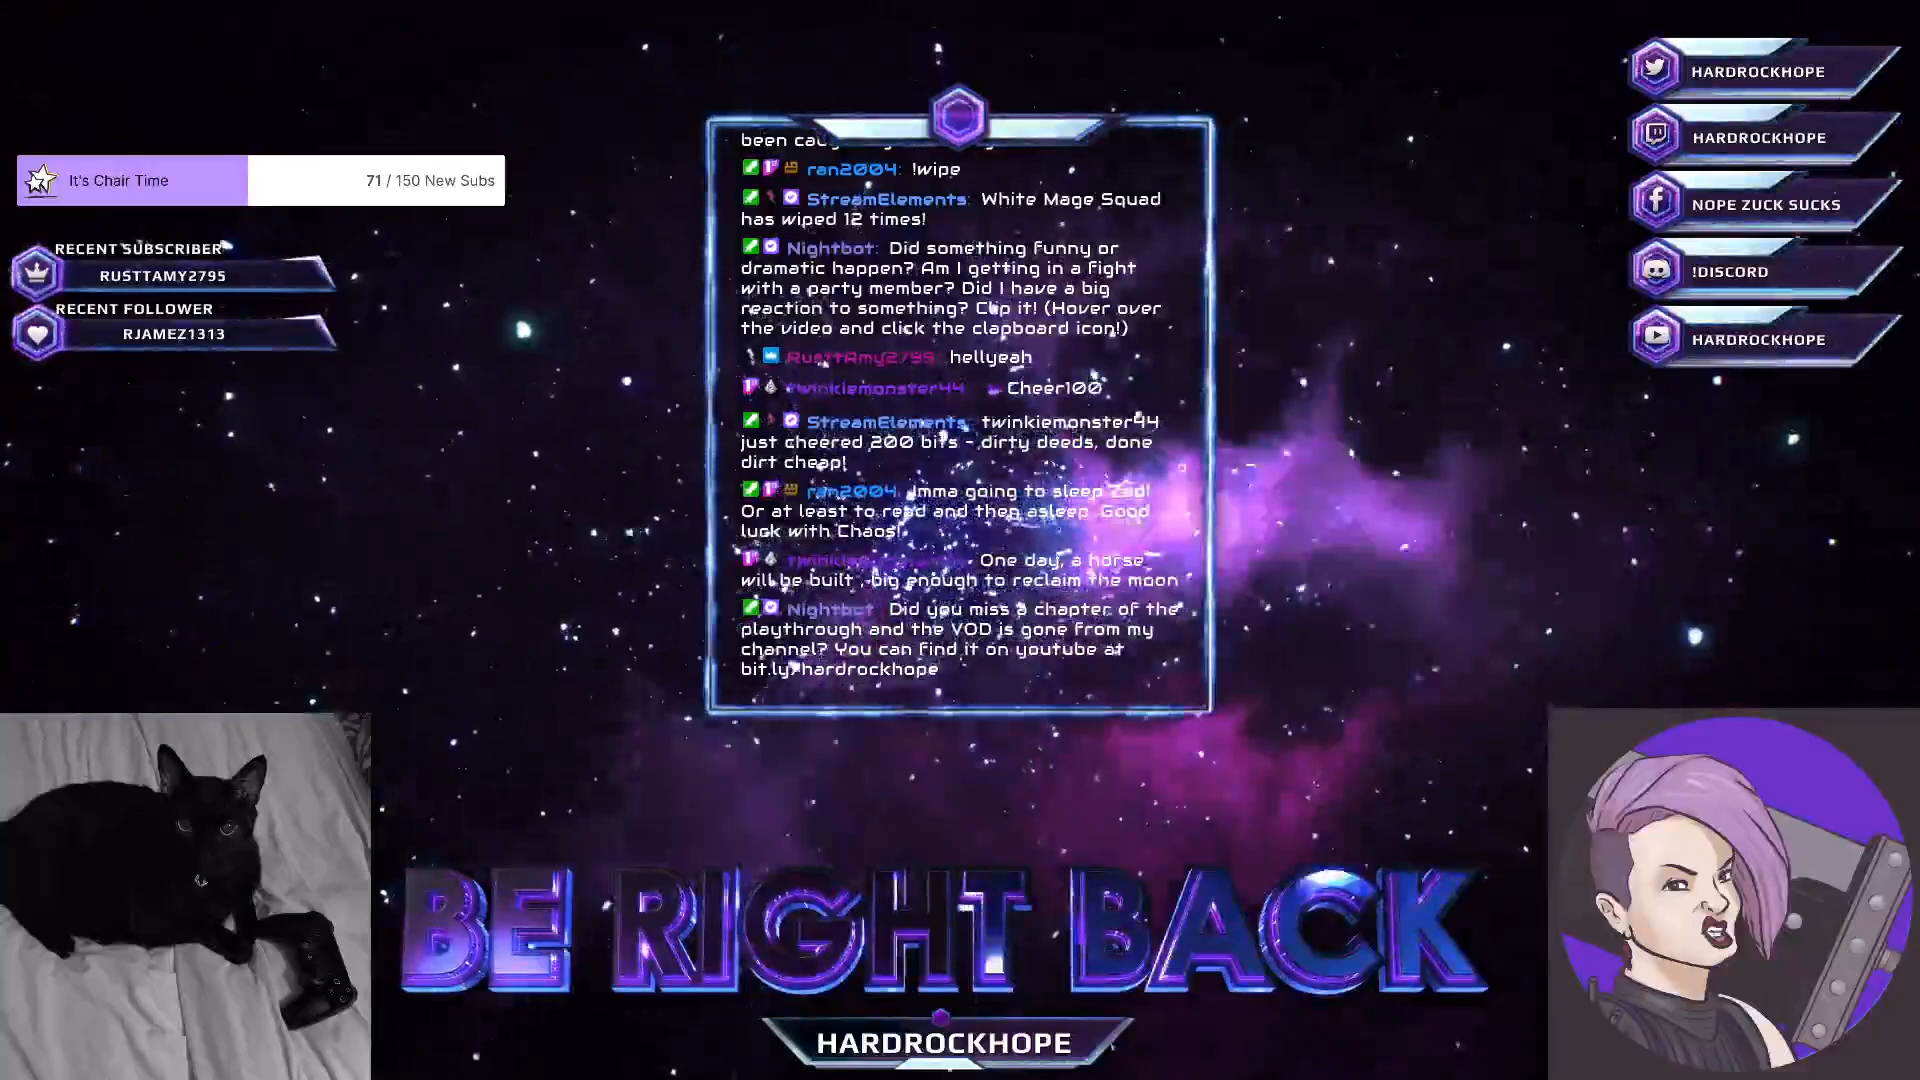 It's Chair Time
71 / 150 New Subs
RECENT SUBSCRIBER
RUSTTAMY2795
RECENT FOLLOWER
RJAMEZ1313
been
ran2004: !wipe
StreamElements: White Mage Squad
has wiped 12 times!
Nightbot: Did something funny or
dramatic happen? Am I getting in a fight
with a party member? Did I have a big
reaction to something? Clip it! (Hover over
the video and click the clapboard icon!)
RusttAmy2795 hellyeah
twinkiemonster44 Cheer100
StreamElements: twinkiemonster44
just cheered 200 bits - dirty deeds, done
dirt cheap!
ran2004: Imma going to sleep Zad!
Or at least to read and then asleep. Good
luck with Chaos!
One day, a horse
will be built , big enough to reclaim the moon
Nightbot Did you miss a chapter of the
playthrough and the VOD is gone from my
channel? You can find it on youtube at
bit.ly/hardrockhope
HARDROCKHOPE
HARDROCKHOPE
NOPE ZUCK SUCKS
!DISCORD
HARDROCKHOPE
BE RIGHT BACK
HARDROCKHOPE